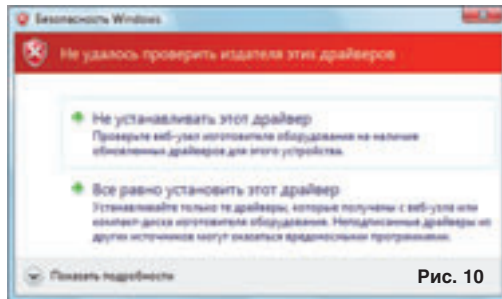 Безопасность Windows
Не удалось проверить издателя этих драйверов
Не устанавливать этот драйвер
Проверьте веб-узел изготовителя оборудования на наличие
обновленных драйверов для этого устройства.
Все равно установить этот драйвер
Устанавливайте только те драйверы, которые получены с веб-узла или
компакт-диска изготовителя оборудования. Неподписанные драйверы из
других источников могут оказаться вредоносными программами.
Показать подробности
Рис. 10